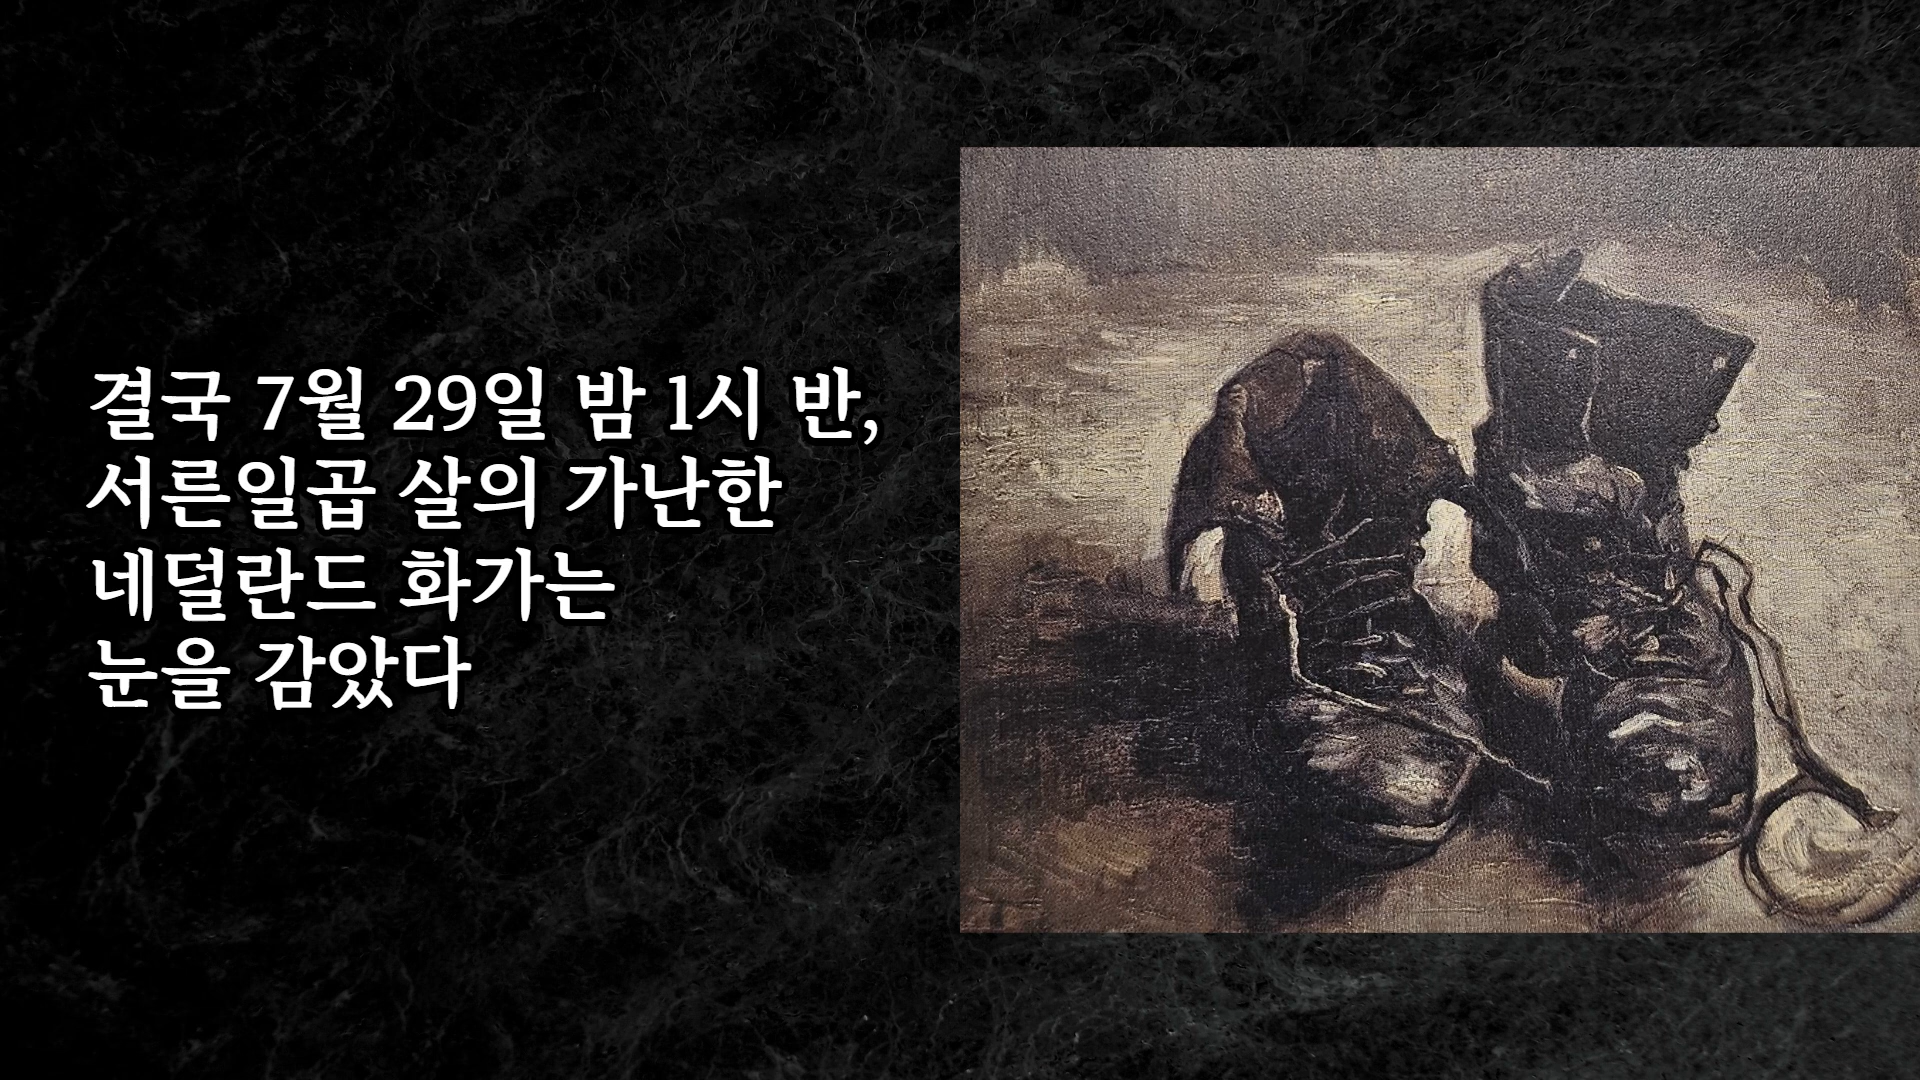 결국 7월 29일 밤 1시 반,
서른일곱 살의 가난한
네덜란드 화가는
눈을 감았다